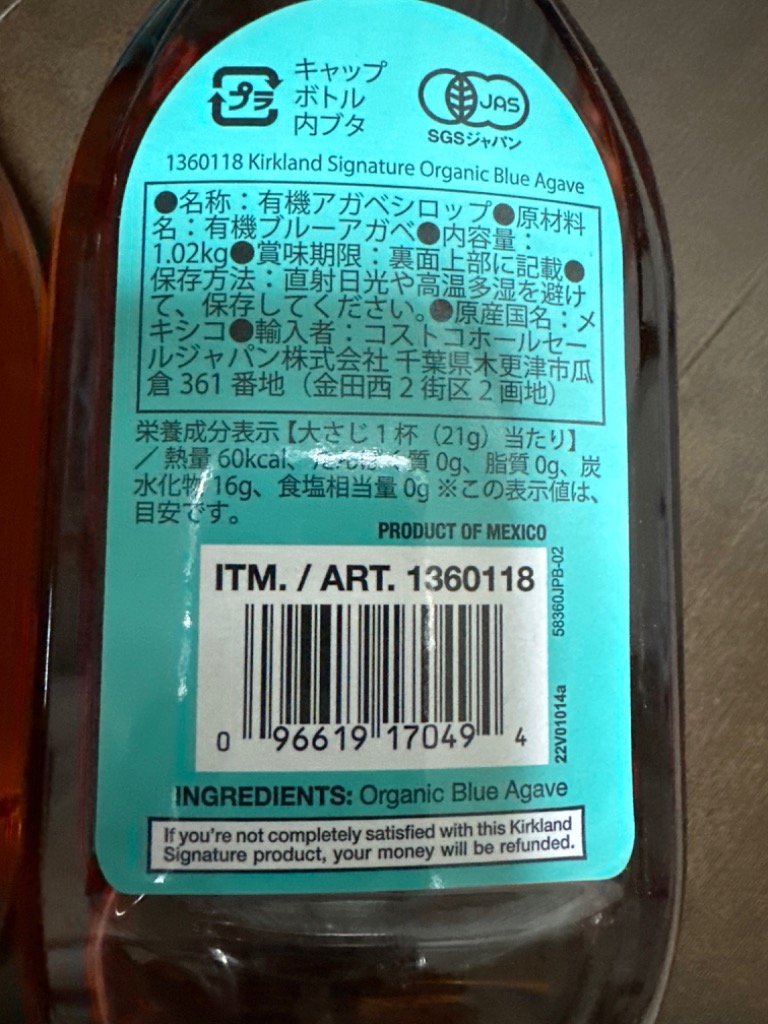 プラ
キャップ
ボトル
内ブタ
JAS
SGSジャパン
1360118 Kirkland Signature Organic Blue Agave
●名称：有機アガベシロップ●原材料
名：有機ブルーアガベ●内容量：
1.02kg●賞味期限：裏面上部に記載●
保存方法：直射日光や高温多湿を避け
て、保存してください。●原産国名：メ
キシコ●輸入者：コストコホールセー
ルジャパン株式会社 千葉県木更津市瓜
倉 361 番地（金田西２街区２画地）
栄養成分表示【大さじ１杯（21g）当たり】
／熱量 60kcal、たんぱく質 0g、脂質 0g、炭
水化物 16g、食塩相当量 0g ※この表示値は、
目安です。
PRODUCT OF MEXICO
ITM. / ART. 1360118
58360JPB-02
0 96619 17049 4
22V01014a
INGREDIENTS: Organic Blue Agave
If you're not completely satisfied with this Kirkland
Signature product, your money will be refunded.